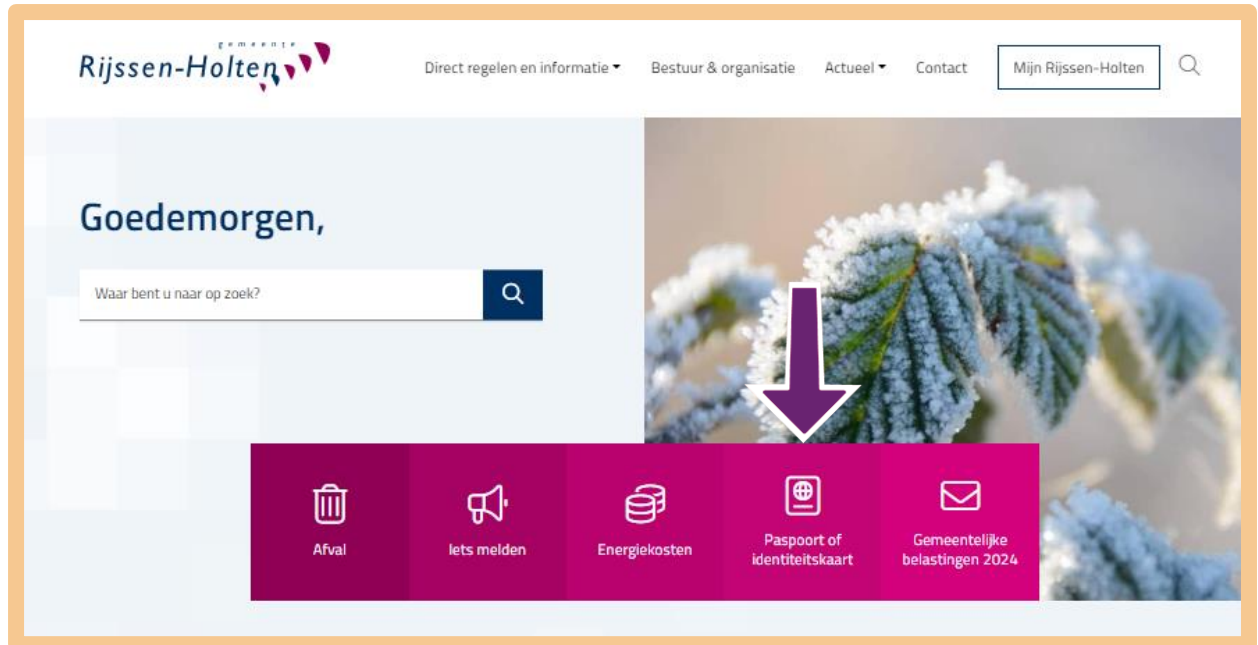 gemeente
Rijssen-Holten
Direct regelen en informatie
Bestuur & organisatie
Actueel
Contact
Mijn Rijssen-Holten
Goedemorgen,
Waar bent u naar op zoek?
Afval
Iets melden
Energiekosten
Paspoort of
identiteitskaart
Gemeentelijke
belastingen 2024